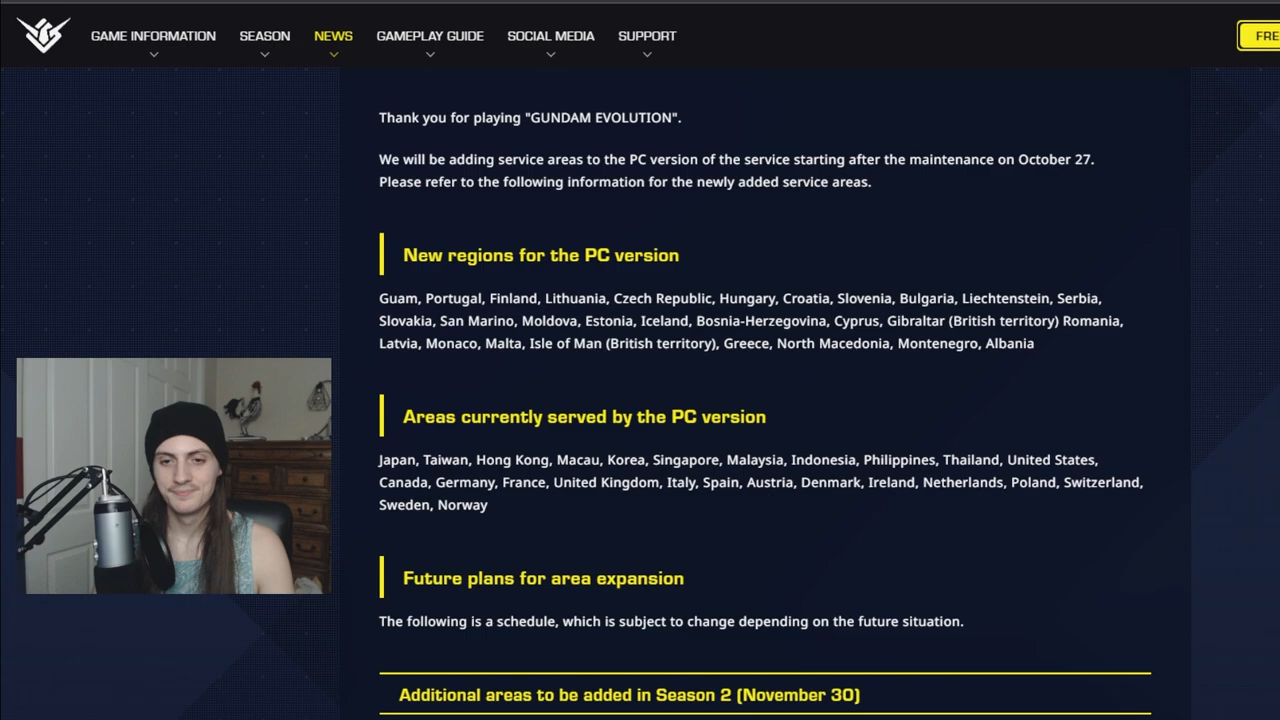 GAME INFORMATION SEASON NEWS GAMEPLAY GUIDE SOCIAL MEDIA SUPPORT FRE
Thank you for playing "GUNDAM EVOLUTION".
We will be adding service areas to the PC version of the service starting after the maintenance on October 27.
Please refer to the following information for the newly added service areas.
New regions for the PC version
Guam, Portugal, Finland, Lithuania, Czech Republic, Hungary, Croatia, Slovenia, Bulgaria, Liechtenstein, Serbia,
Slovakia, San Marino, Moldova, Estonia, Iceland, Bosnia-Herzegovina, Cyprus, Gibraltar (British territory) Romania,
Latvia, Monaco, Malta, Isle of Man (British territory), Greece, North Macedonia, Montenegro, Albania
Areas currently served by the PC version
Japan, Taiwan, Hong Kong, Macau, Korea, Singapore, Malaysia, Indonesia, Philippines, Thailand, United States,
Canada, Germany, France, United Kingdom, Italy, Spain, Austria, Denmark, Ireland, Netherlands, Poland, Switzerland,
Sweden, Norway
Future plans for area expansion
The following is a schedule, which is subject to change depending on the future situation.
Additional areas to be added in Season 2 (November 30)